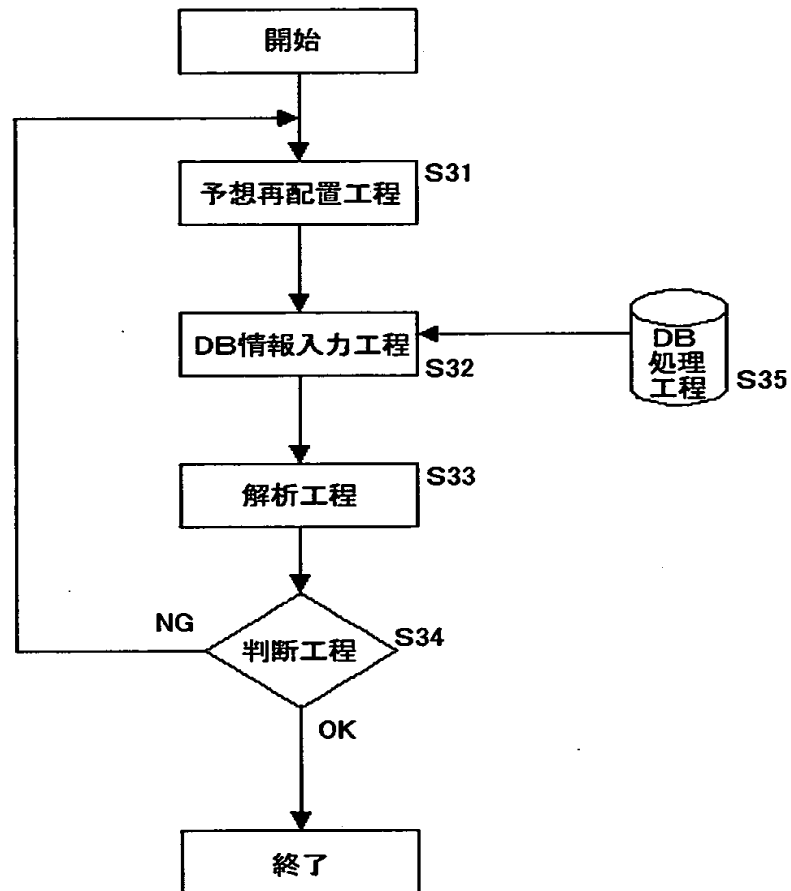 開始
予想再配置工程
S31
DB情報入力工程
S32
DB
処理
工程
S35
解析工程
S33
判断工程
S34
NG
OK
終了